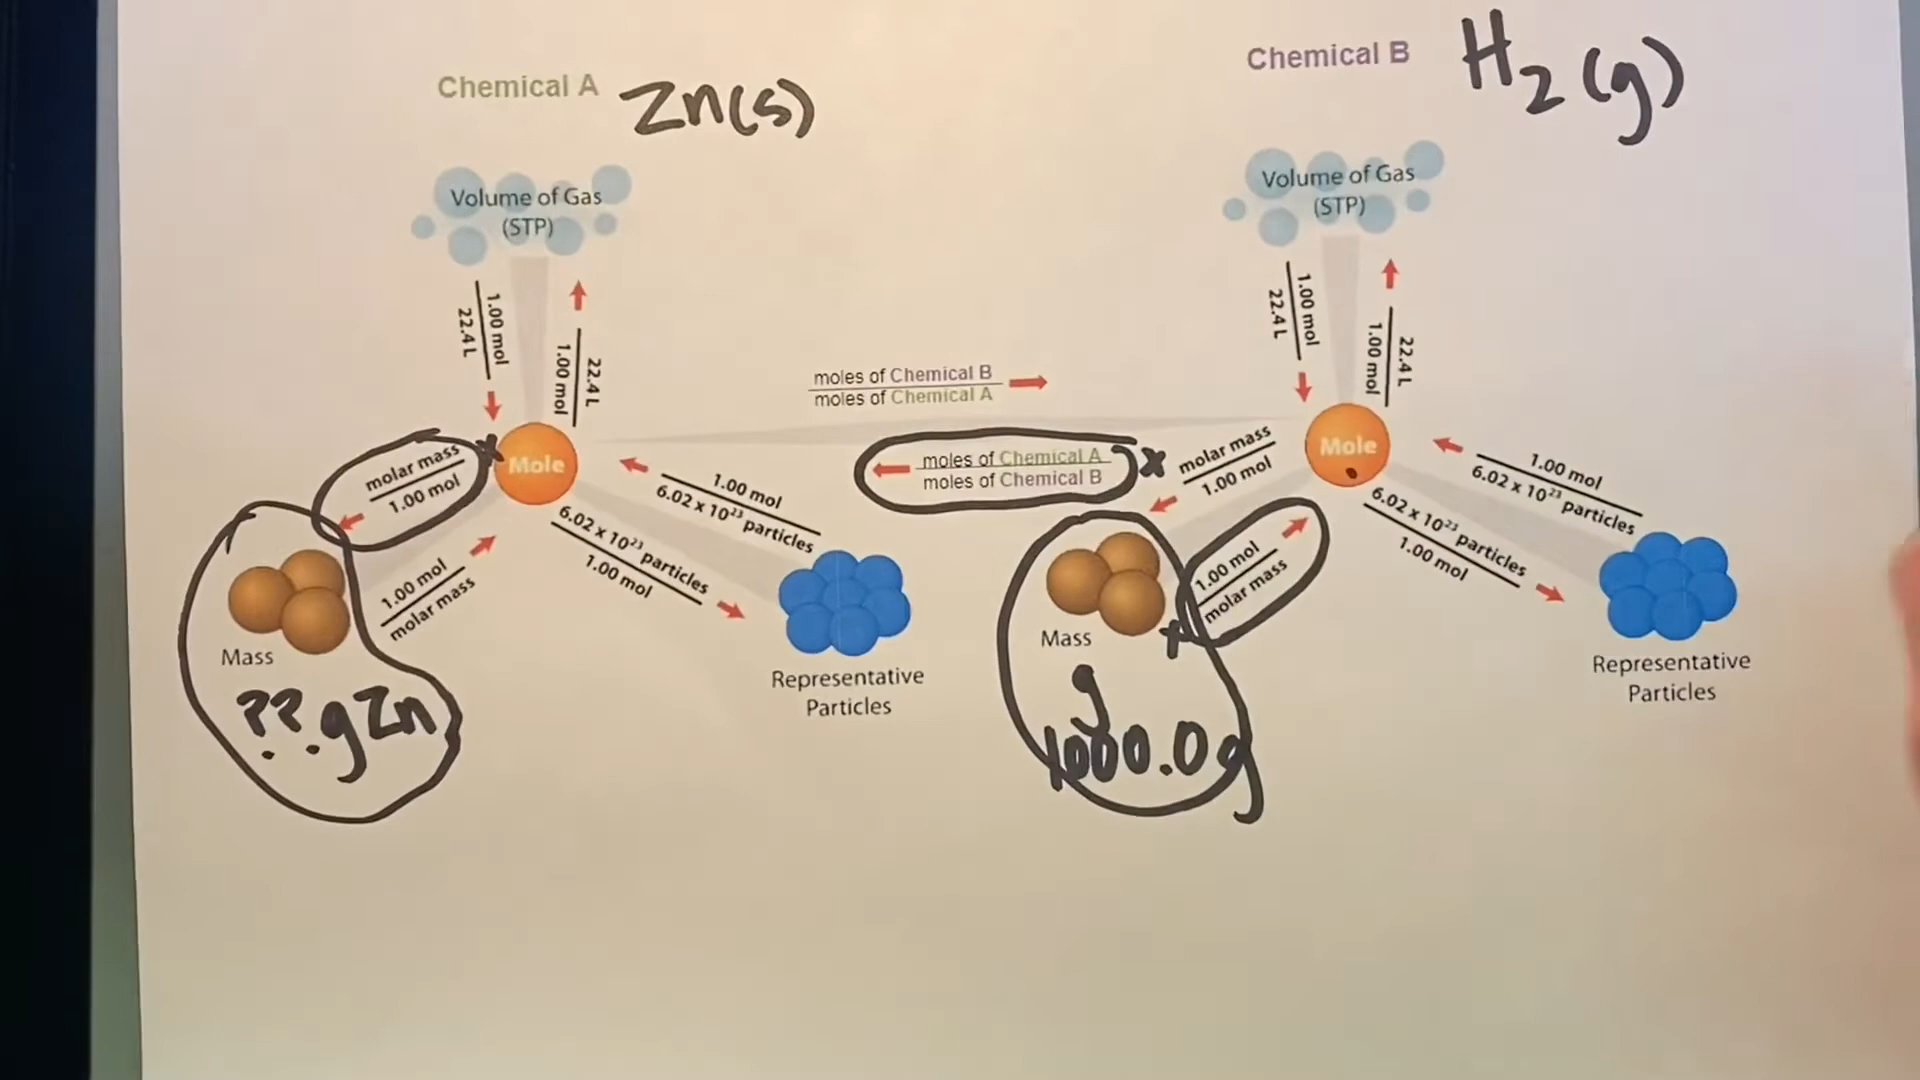 Chemical A Zn(s)
Volume of Gas
(STP)
1.00 mol
22.4 L
22.4 L
1.00 mol
molar mass
1.00 mol
Mole
1.00 mol
molar mass
1.00 mol
6.02 x 10²³ particles
6.02 x 10²³ particles
1.00 mol
Mass
??.g Zn
Representative
Particles
moles of Chemical B
moles of Chemical A
moles of Chemical A
moles of Chemical B
x
x
Chemical B H₂(g)
Volume of Gas
(STP)
1.00 mol
22.4 L
22.4 L
1.00 mol
molar mass
1.00 mol
Mole
1.00 mol
molar mass
x
1.00 mol
6.02 x 10²³ particles
6.02 x 10²³ particles
1.00 mol
Mass
g
1000.0g
Representative
Particles